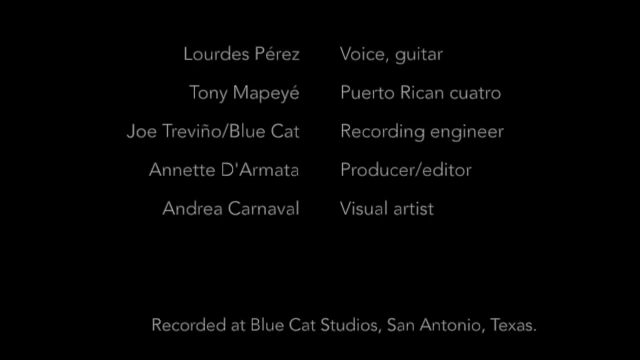 Lourdes Pérez Voice, guitar
Tony Mapeyé Puerto Rican cuatro
Joe Treviño/Blue Cat Recording engineer
Annette D'Armata Producer/editor
Andrea Carnaval Visual artist
Recorded at Blue Cat Studios, San Antonio, Texas.